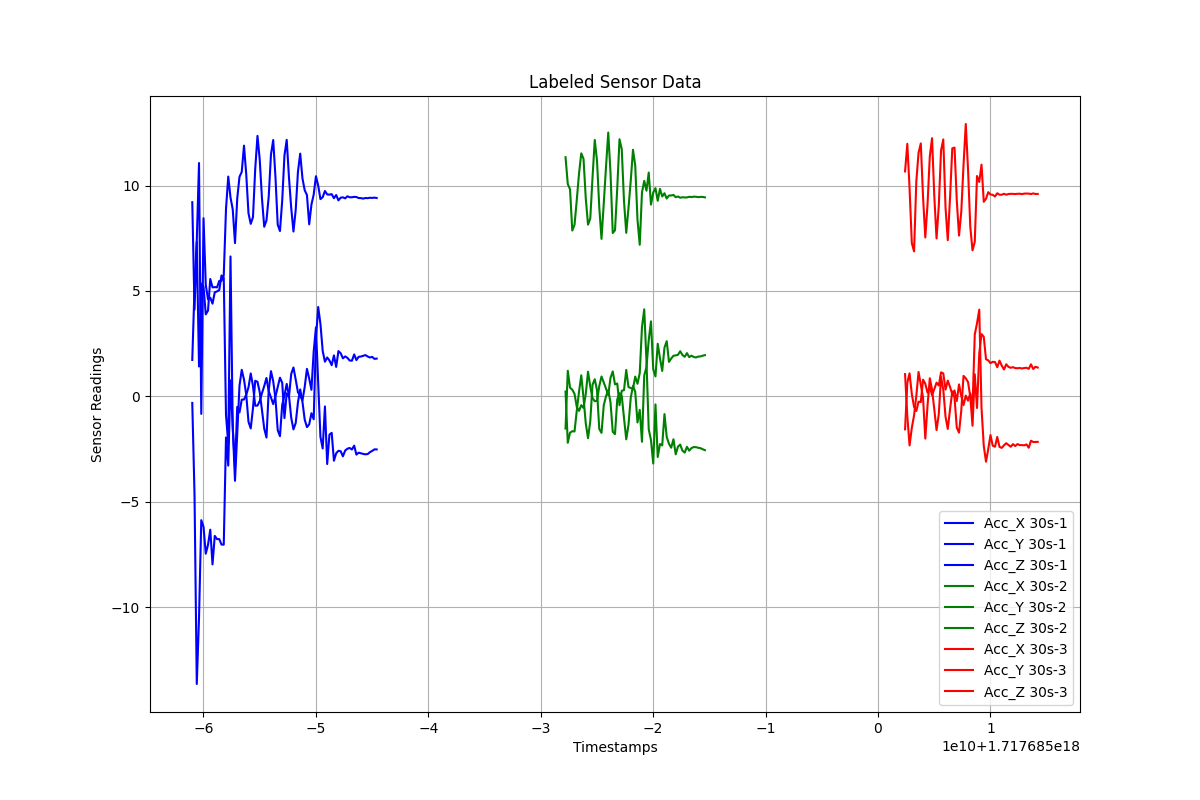 Labeled Sensor Data
Sensor Readings
10
5
0
−5
−10
−6
−5
−4
−3
−2
−1
0
1
Timestamps
1e10+1.717685e18
Acc_X 30s-1
Acc_Y 30s-1
Acc_Z 30s-1
Acc_X 30s-2
Acc_Y 30s-2
Acc_Z 30s-2
Acc_X 30s-3
Acc_Y 30s-3
Acc_Z 30s-3